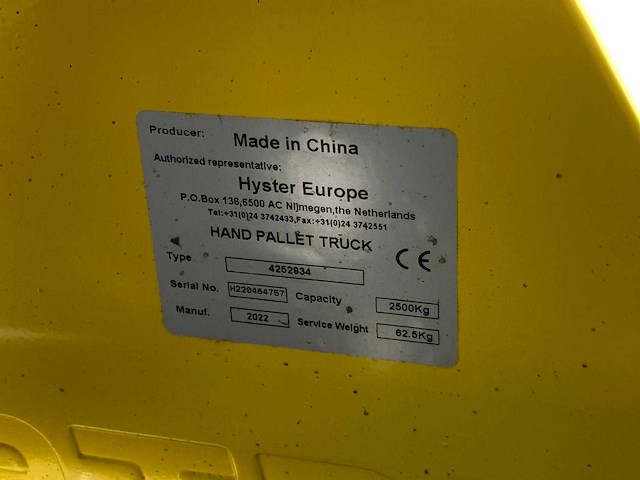 Producer: Made in China
Authorized representative:
Hyster Europe
P.O.Box 136,6500 AC Nijmegen,the Netherlands
Tel:+31(0)24 3742433,Fax:+31(0)24 3742551
HAND PALLET TRUCK
CE
Type 4252934
Serial No. H220464757 Capacity 2500Kg
Manuf. 2022 Service Weight 62.5Kg